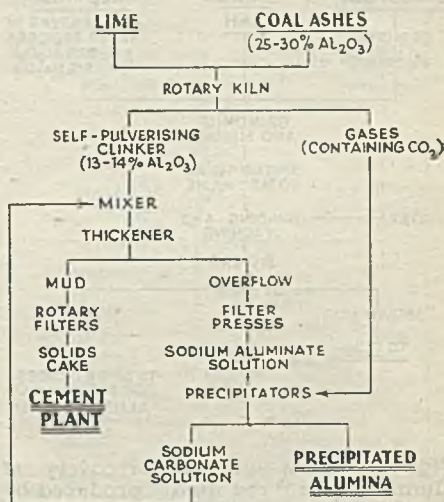 LIME
COAL ASHES
(25-30% Al2O3)
ROTARY KILN
SELF-PULVERISING
CLINKER
(13-14% Al2O3)
GASES
(CONTAINING CO2)
MIXER
THICKENER
MUD
OVERFLOW
ROTARY
FILTERS
FILTER
PRESSES
SOLIDS
CAKE
SODIUM ALUMINATE
SOLUTION
CEMENT
PLANT
PRECIPITATORS
SODIUM
CARBONATE
SOLUTION
PRECIPITATED
ALUMINA